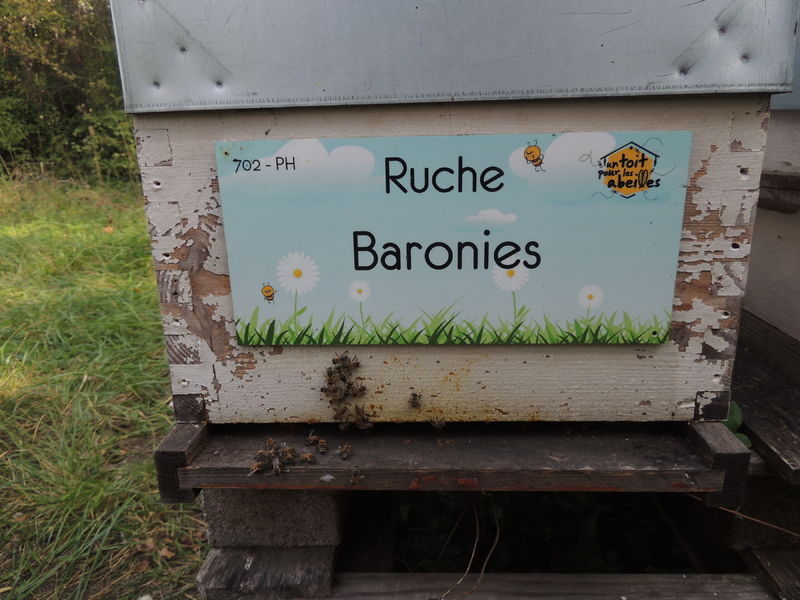 702 - PH
Ruche
Baronies
un toit
pour les
abeilles